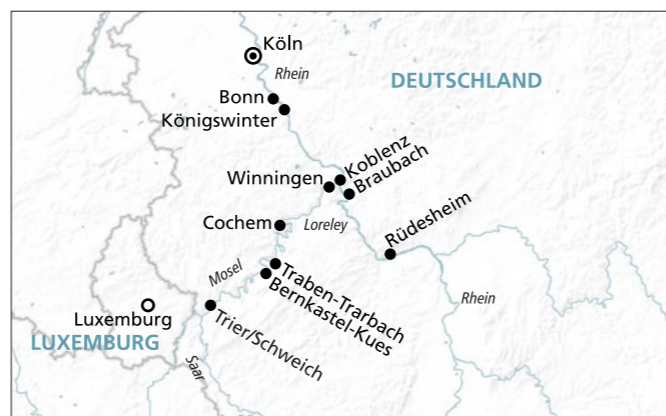 Köln
Rhein
DEUTSCHLAND
Bonn
Königswinter
Koblenz
Braubach
Winningen
Cochem
Loreley
Rüdesheim
Mosel
Traben-Trarbach
Bernkastel-Kues
Rhein
Luxemburg
Trier/Schweich
LUXEMBURG
Saar